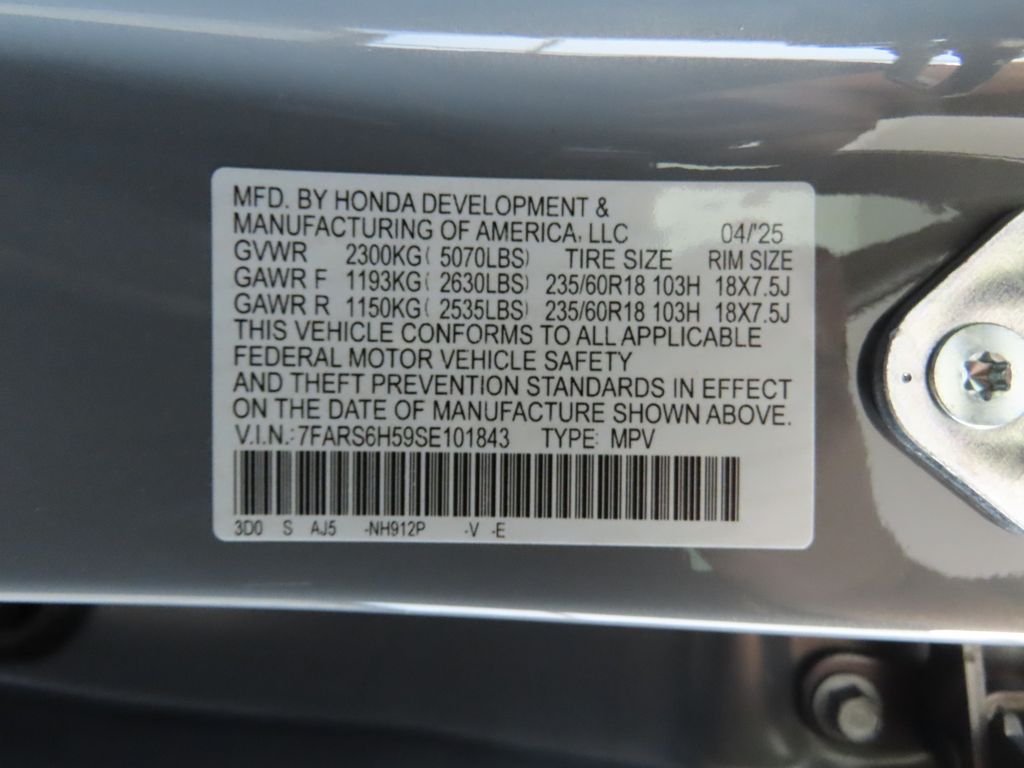 MFD. BY HONDA DEVELOPMENT &
MANUFACTURING OF AMERICA, LLC 04/'25
GVWR 2300KG( 5070LBS) TIRE SIZE RIM SIZE
GAWR F 1193KG( 2630LBS) 235/60R18 103H 18X7.5J
GAWR R 1150KG( 2535LBS) 235/60R18 103H 18X7.5J
THIS VEHICLE CONFORMS TO ALL APPLICABLE
FEDERAL MOTOR VEHICLE SAFETY
AND THEFT PREVENTION STANDARDS IN EFFECT
ON THE DATE OF MANUFACTURE SHOWN ABOVE.
V.I.N.:7FARS6H59SE101843 TYPE: MPV
3D0 S AJ5 -NH912P -V -E